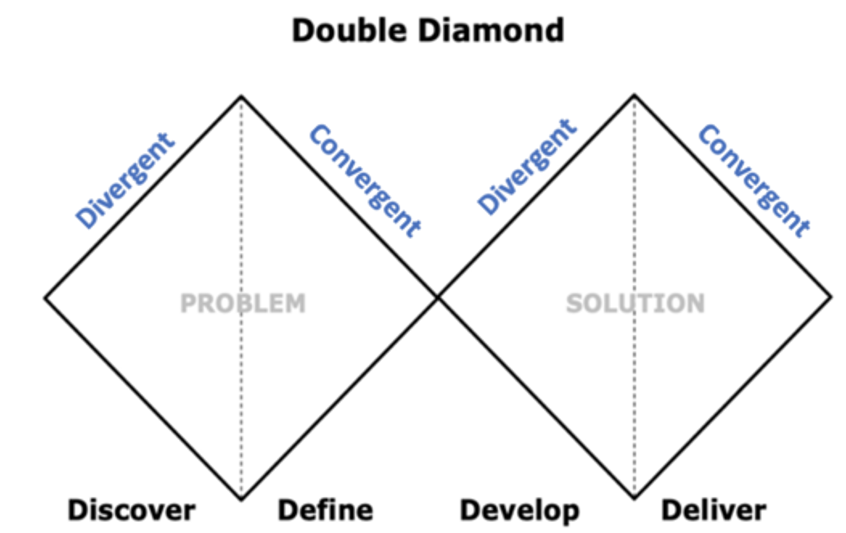 Double Diamond
Divergent
Convergent
Divergent
Convergent
PROBLEM
SOLUTION
Discover
Define
Develop
Deliver